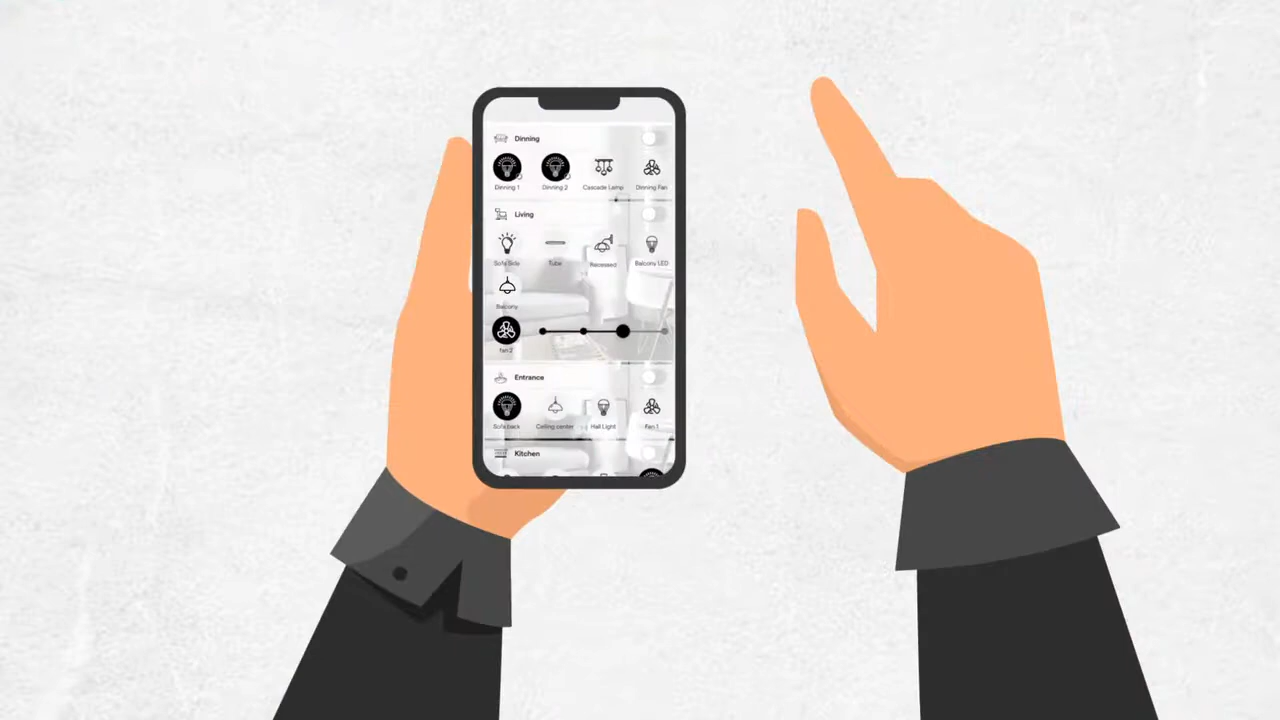 Dinning
Dinning 1 Dinning 2 Cascade Lamp Dinning Fan
Living
Sofa Side Tube Recessed Balcony LED
Balcony
fan 2
Entrance
Sofa back Ceiling center Hall Light Fan 1
Kitchen